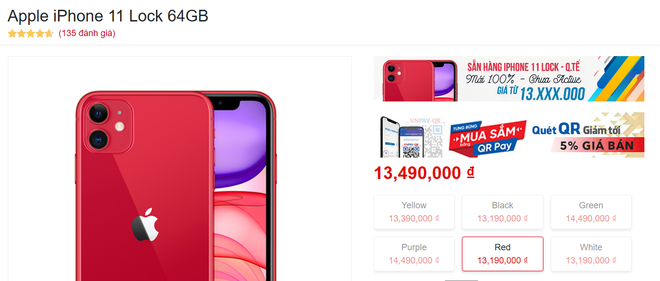 Apple iPhone 11 Lock 64GB
(135 đánh giá)
SẴN HÀNG IPHONE 11 LOCK - Q.TẾ
Mới 100% - Chưa Active
GIÁ TỪ 13.XXX.000
VNPAY QR
TƯNG BỪNG
MUA SẮM
BẰNG QR Pay
Quét QR Giảm tới
5% GIÁ BÁN
13,490,000 ₫
Yellow
13,390,000 ₫
Black
13,190,000 ₫
Green
14,490,000 ₫
Purple
14,490,000 ₫
Red
13,190,000 ₫
White
13,190,000 ₫